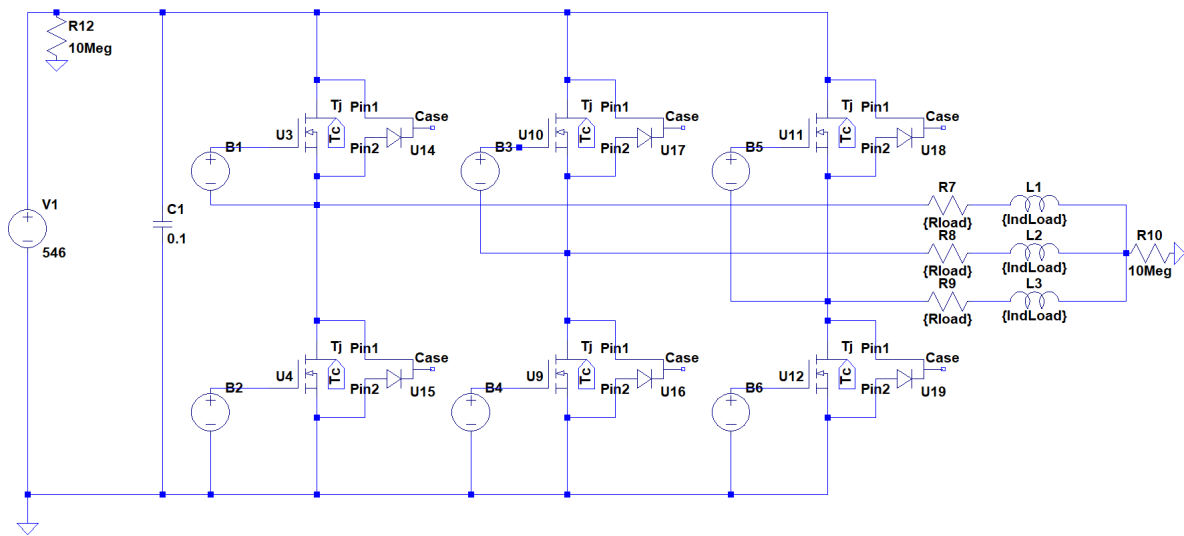 R12
10Meg
V1
546
C1
0.1
Tj Pin1
Case
U3
Tc
Pin2
U14
B1
Tj Pin1
Case
U10
Tc
Pin2
U17
B3
Tj Pin1
Case
U11
Tc
Pin2
U18
B5
R7
L1
{Rload}
{IndLoad}
R8
L2
{Rload}
{IndLoad}
R9
L3
{Rload}
{IndLoad}
R10
10Meg
Tj Pin1
Case
U4
Tc
Pin2
U15
B2
Tj Pin1
Case
U9
Tc
Pin2
U16
B4
Tj Pin1
Case
U12
Tc
Pin2
U19
B6